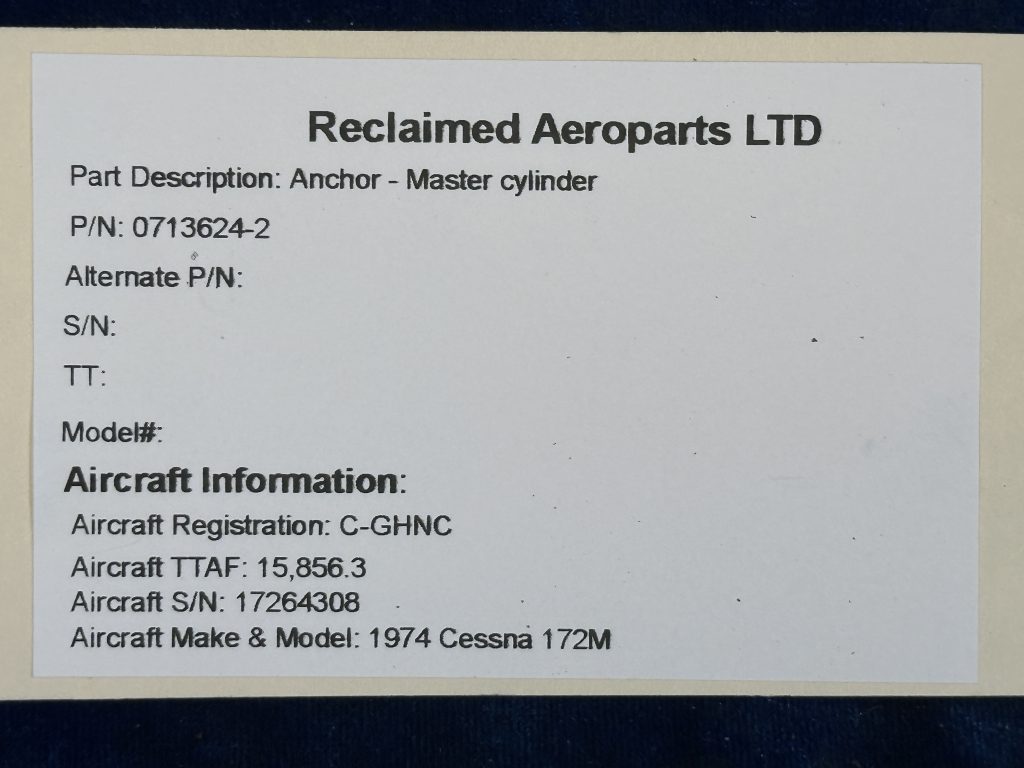 Reclaimed Aeroparts LTD
Part Description: Anchor - Master cylinder
P/N: 0713624-2
Alternate P/N:
S/N:
TT:
Model#:
Aircraft Information:
Aircraft Registration: C-GHNC
Aircraft TTAF: 15,856.3
Aircraft S/N: 17264308
Aircraft Make & Model: 1974 Cessna 172M